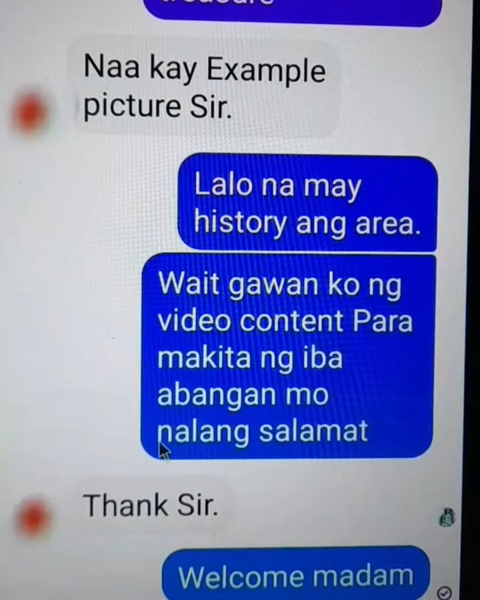 treasure
Naa kay Example
picture Sir.
Lalo na may
history ang area.
Wait gawan ko ng
video content Para
makita ng iba
abangan mo
nalang salamat
Thank Sir.
Welcome madam